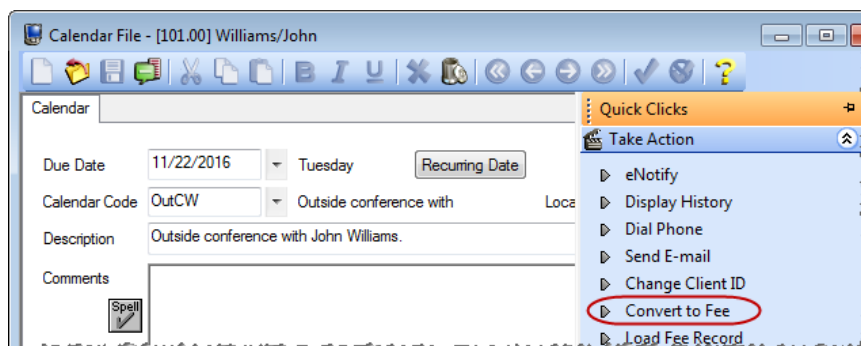 Calendar File - [101.00] Williams/John
B I U ?
Calendar
Due Date 11/22/2016 Tuesday Recurring Date
Calendar Code OutCW Outside conference with Loca
Description Outside conference with John Williams.
Comments
Spell
Quick Clicks
Take Action
eNotify
Display History
Dial Phone
Send E-mail
Change Client ID
Convert to Fee
Load Fee Record